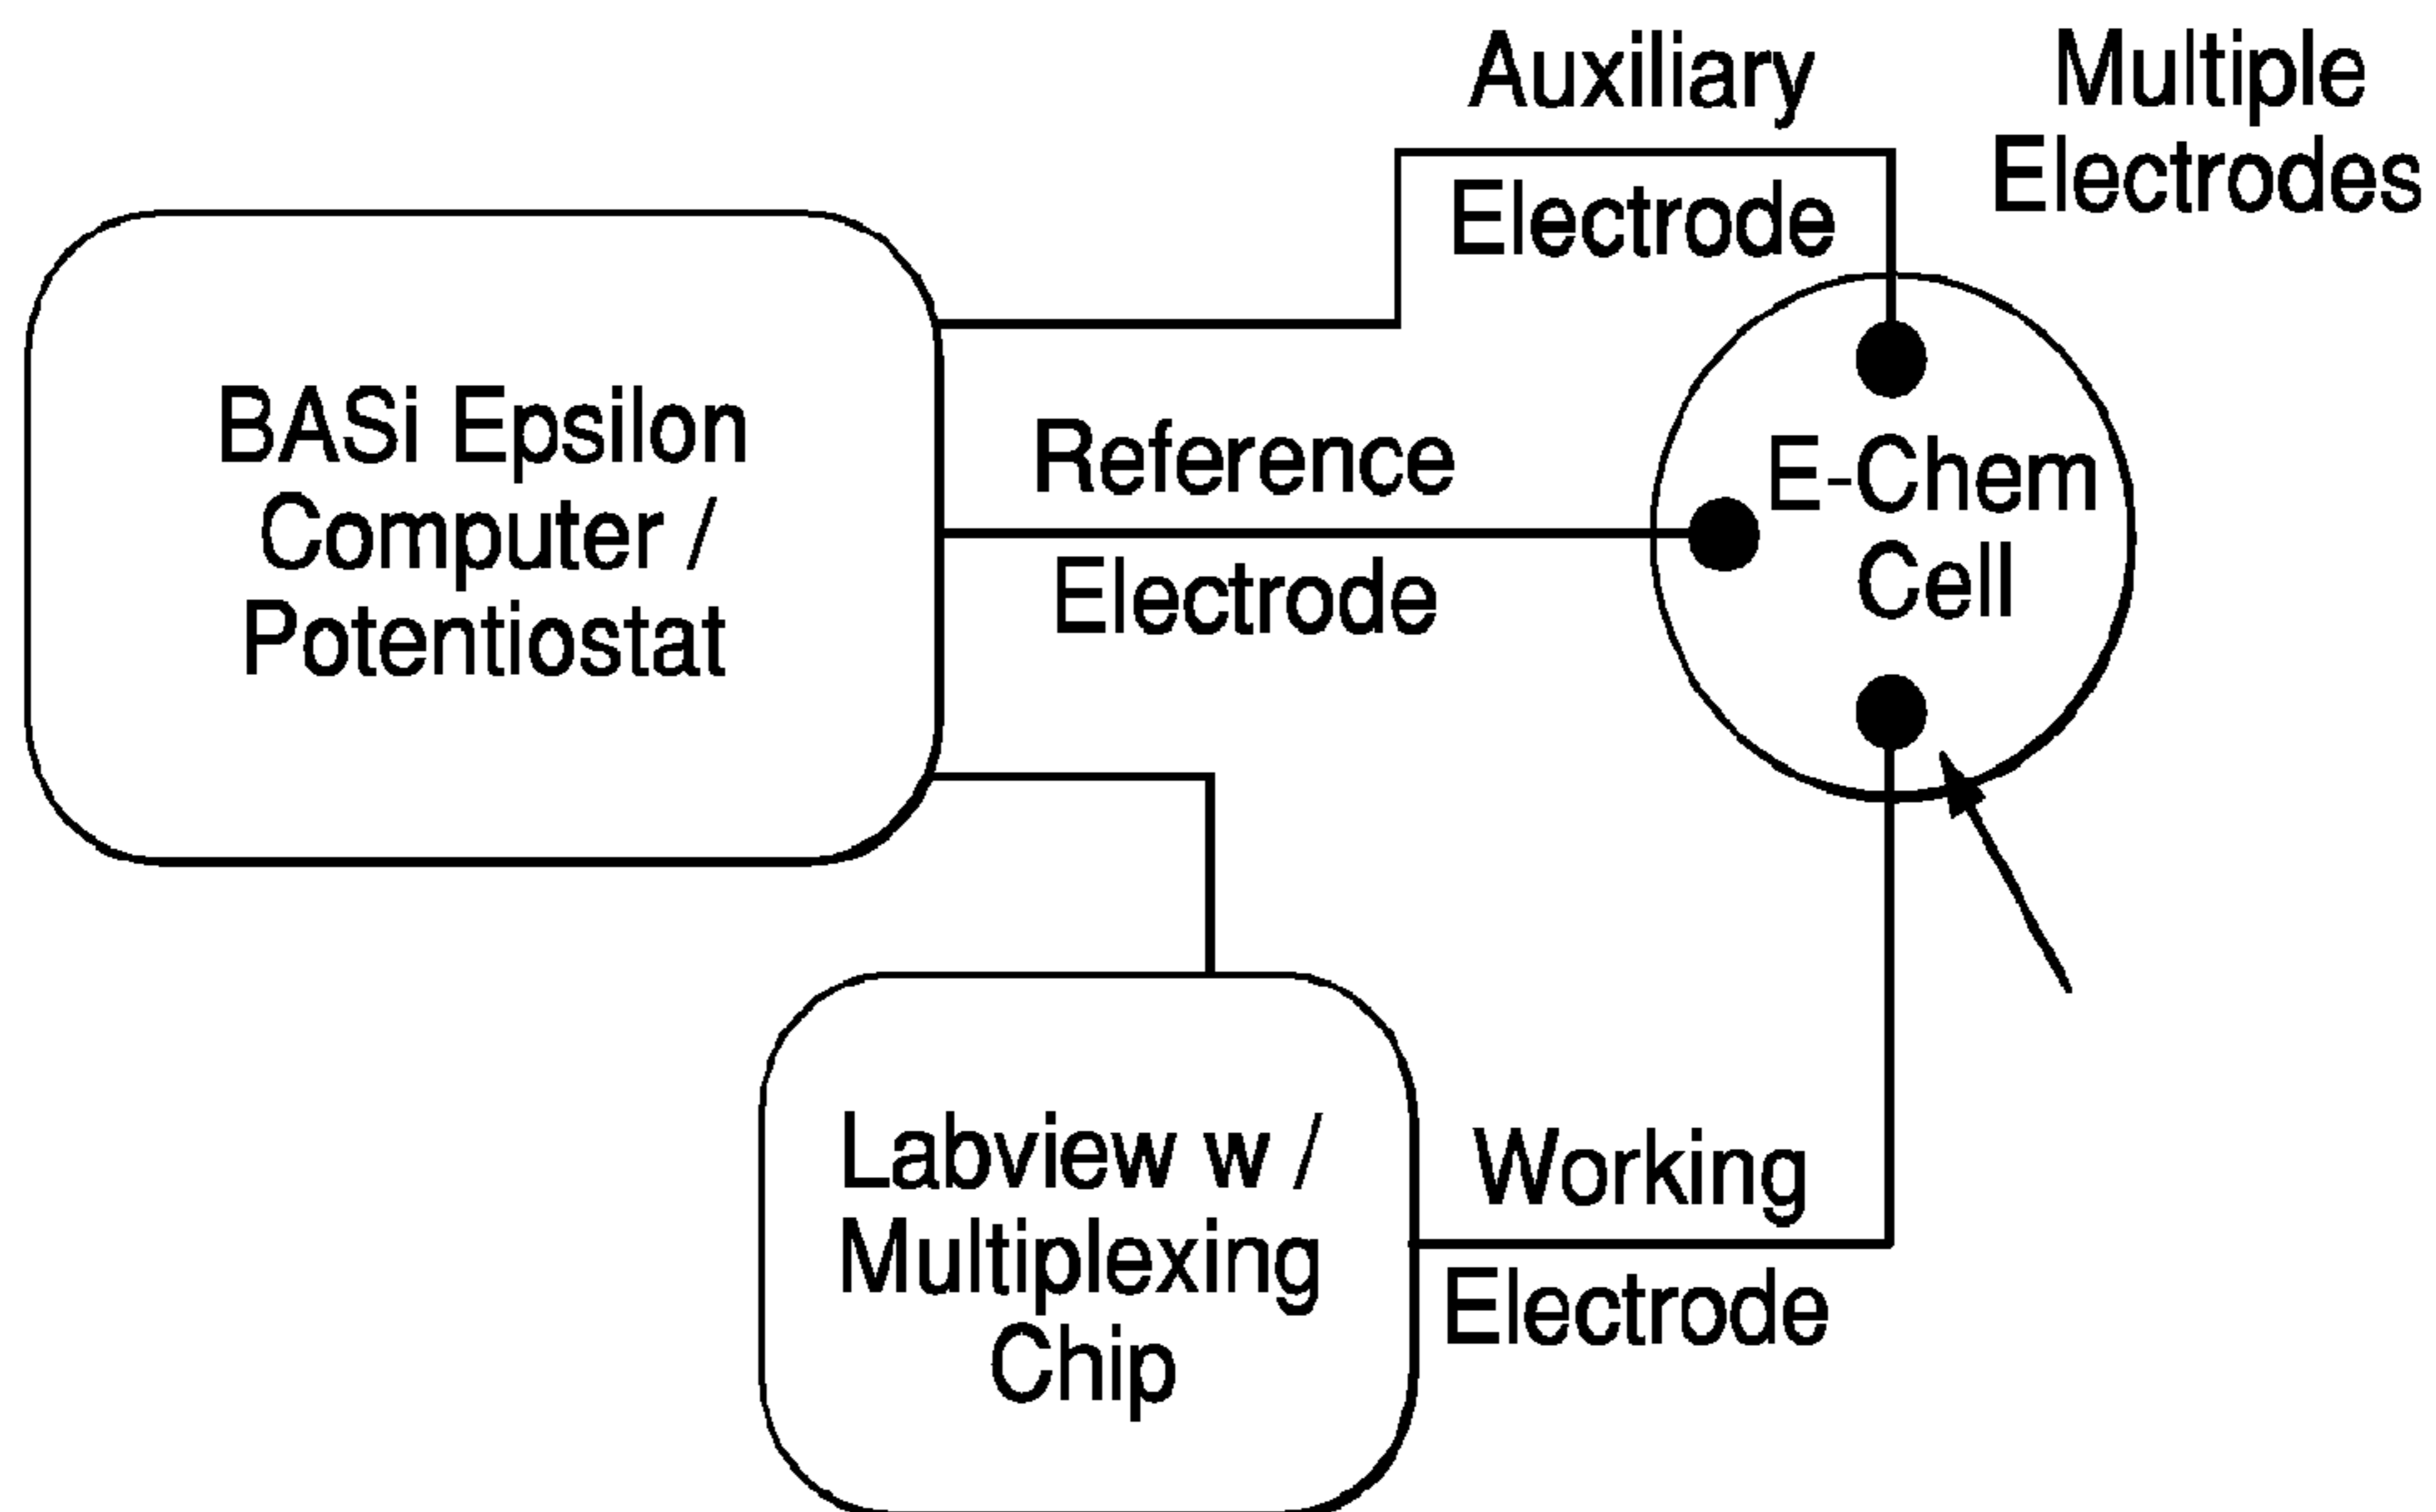 Auxiliary
Electrode
Multiple
Electrodes
BASi Epsilon
Computer /
Potentiostat
Reference
Electrode
E-Chem
Cell
Labview w /
Multiplexing
Chip
Working
Electrode